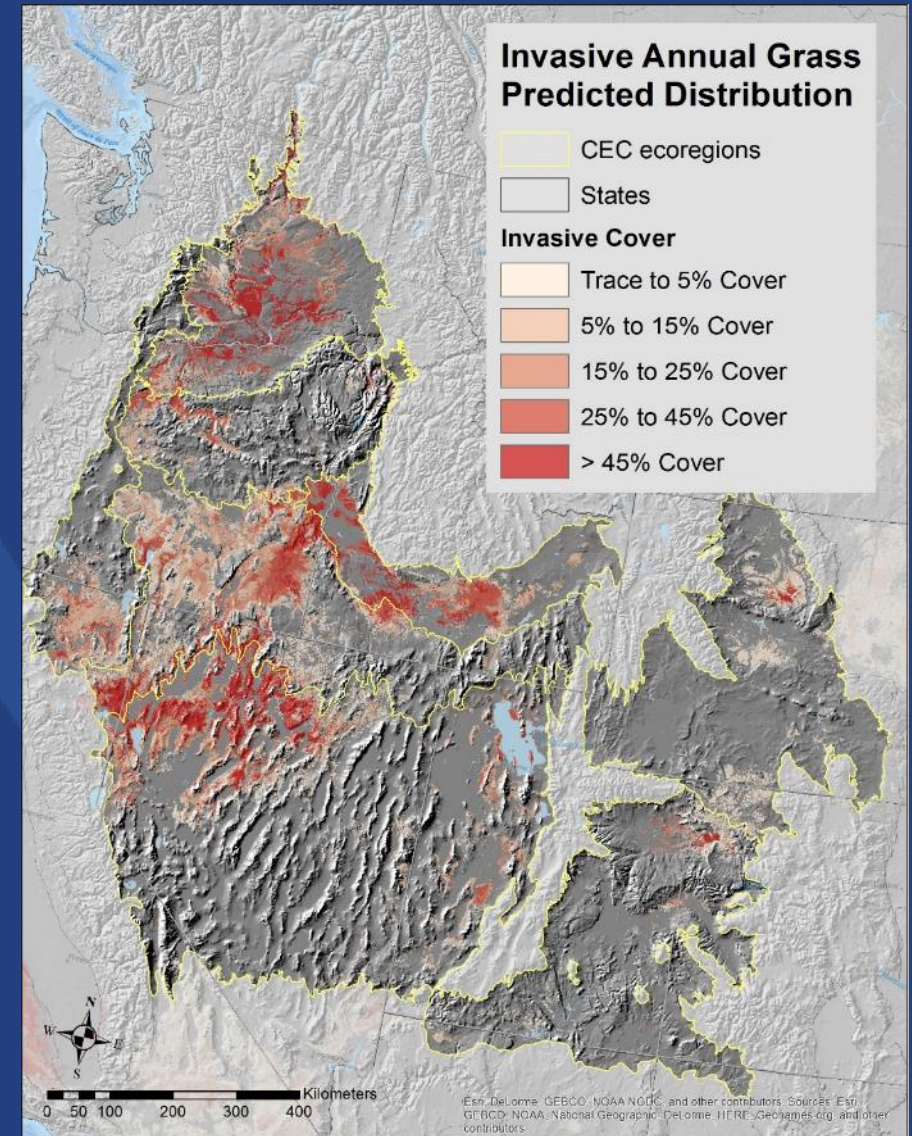 Invasive Annual Grass
Predicted Distribution
CEC ecoregions
States
Invasive Cover
Trace to 5% Cover
5% to 15% Cover
15% to 25% Cover
25% to 45% Cover
> 45% Cover
N
W E
S
Kilometers
0 50 100 200 300 400
Esri, DeLorme, GEBCO, NOAA NGDC, and other contributors, Sources: Esri,
GEBCO, NOAA, National Geographic, DeLorme, HERE, Geonames.org, and other
contributors